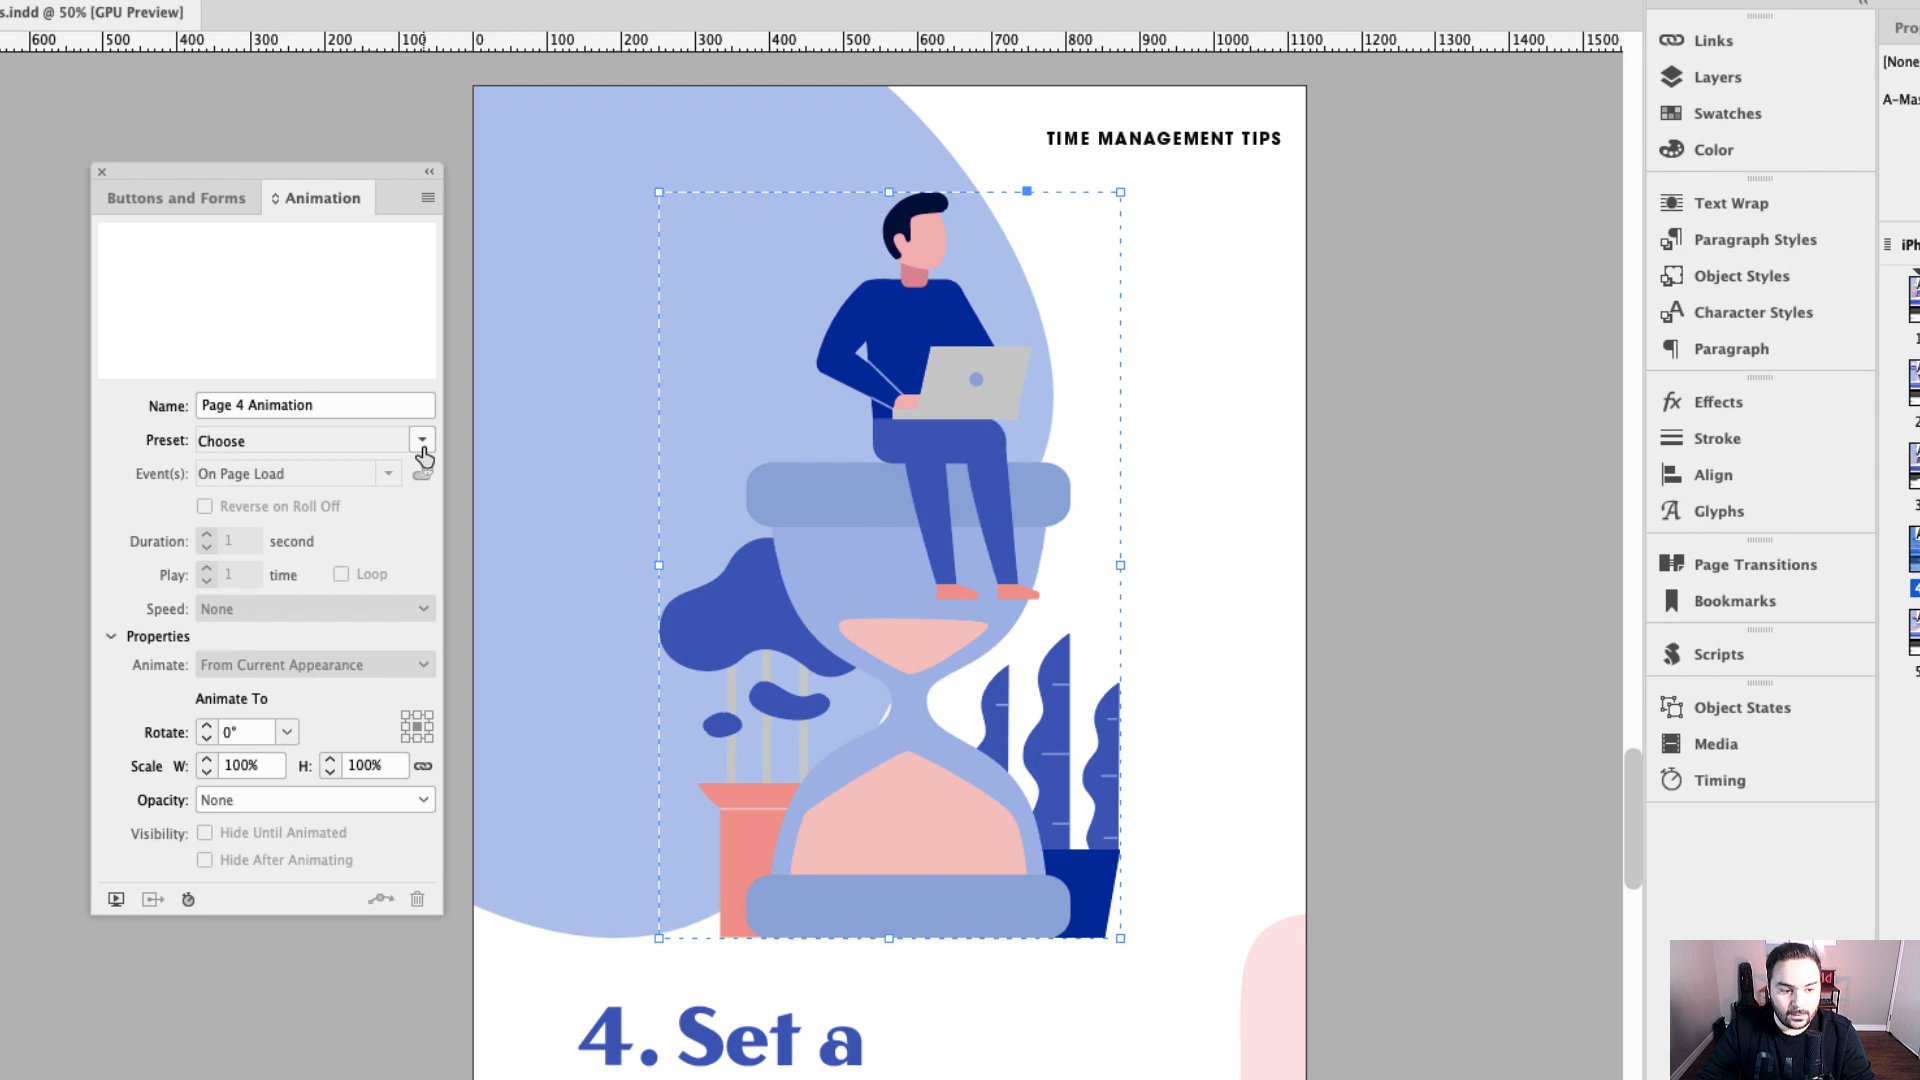 s.indd @ 50% [GPU Preview]
600 500 400 300 200 100 0 100 200 300 400 500 600 700 800 900 1000 1100 1200 1300 1400 1500
TIME MANAGEMENT TIPS
4. Set a
Buttons and Forms
Animation
Name: Page 4 Animation
Preset: Choose
Event(s): On Page Load
Reverse on Roll Off
Duration: 1 second
Play: 1 time Loop
Speed: None
Properties
Animate: From Current Appearance
Animate To
Rotate: 0°
Scale W: 100% H: 100%
Opacity: None
Visibility: Hide Until Animated
Hide After Animating
Links
Layers
Swatches
Color
Text Wrap
Paragraph Styles
Object Styles
Character Styles
Paragraph
Effects
Stroke
Align
Glyphs
Page Transitions
Bookmarks
Scripts
Object States
Media
Timing
Pro
[None
A-Mas
iPh